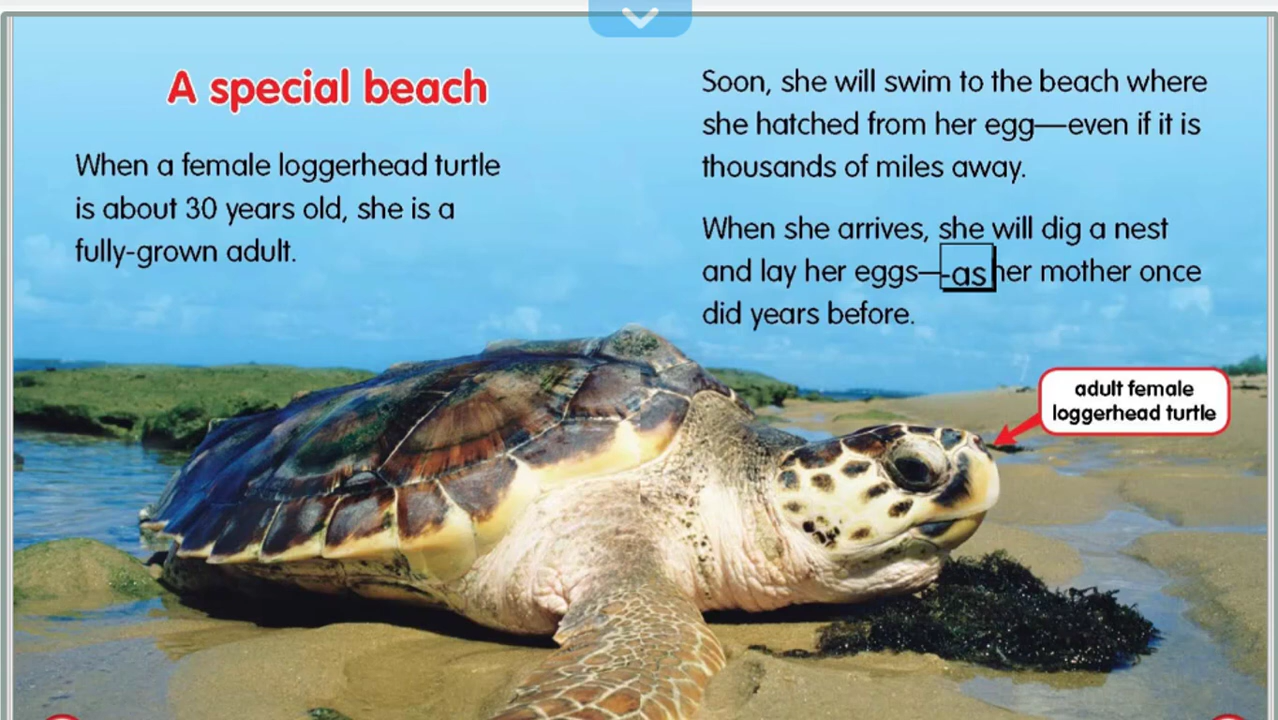 A special beach
When a female loggerhead turtle
is about 30 years old, she is a
fully-grown adult.
Soon, she will swim to the beach where
she hatched from her egg—even if it is
thousands of miles away.
When she arrives, she will dig a nest
and lay her eggs—-as her mother once
did years before.
adult female
loggerhead turtle